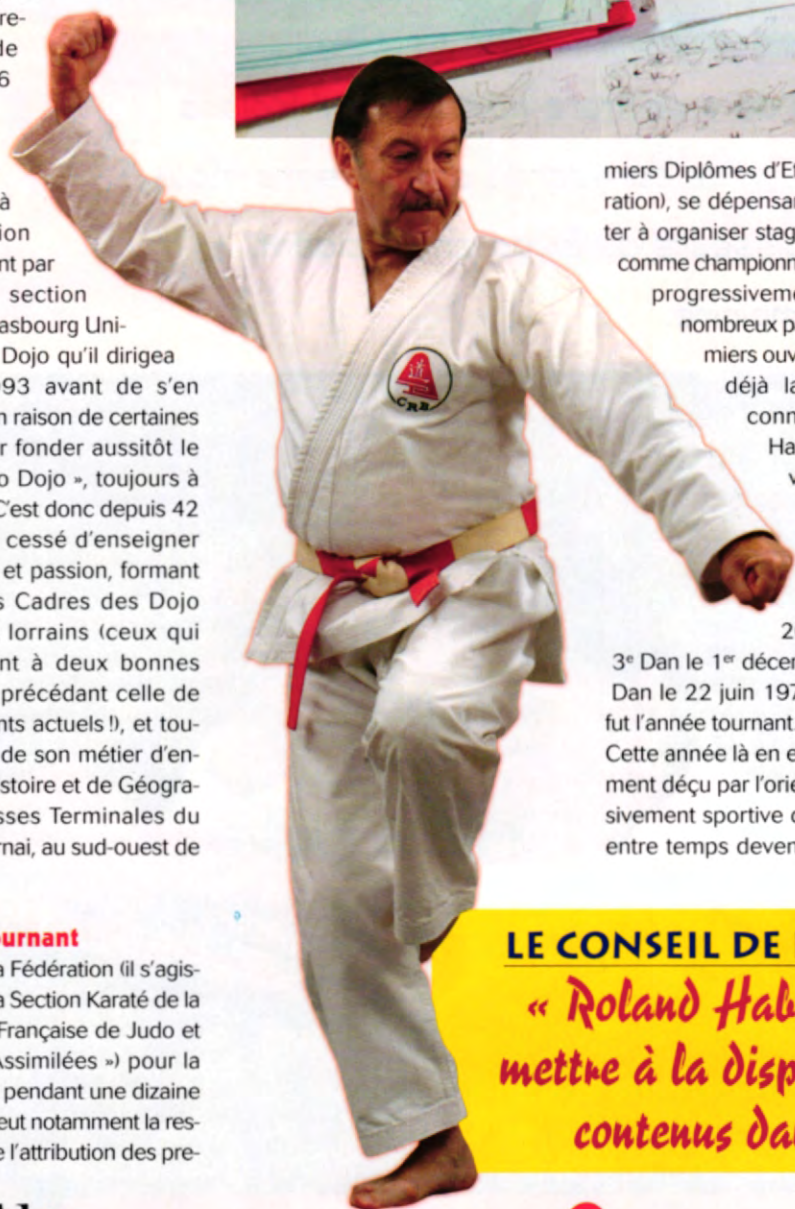 re-
de
6
à
ion
nt par
section
asbourg Uni-
Dojo qu'il dirigea
93 avant de s'en
n raison de certaines
r fonder aussitôt le
o Dojo », toujours à
C'est donc depuis 42
cessé d'enseigner
et passion, formant
s Cadres des Dojo
lorrains (ceux qui
nt à deux bonnes
précédant celle de
nts actuels !), et tou-
de son métier d'en-
stoire et de Géogra-
sses Terminales du
rnai, au sud-ouest de
urnant
a Fédération (il s'agis-
a Section Karaté de la
Française de Judo et
Assimilées ») pour la
pendant une dizaine
eut notamment la res-
e l'attribution des pre-
miers Diplômes d'Et
ration), se dépensar
ter à organiser stag
comme championn
progressiveme
nombreux p
miers ouv
déjà la
conn
Ha
v
2
3e Dan le 1er décen
Dan le 22 juin 197
fut l'année tournant.
Cette année là en e
ment déçu par l'orie
sivement sportive d
entre temps deven
道
CRB
LE CONSEIL DE
« Roland Hab
mettre à la disp
contenus da